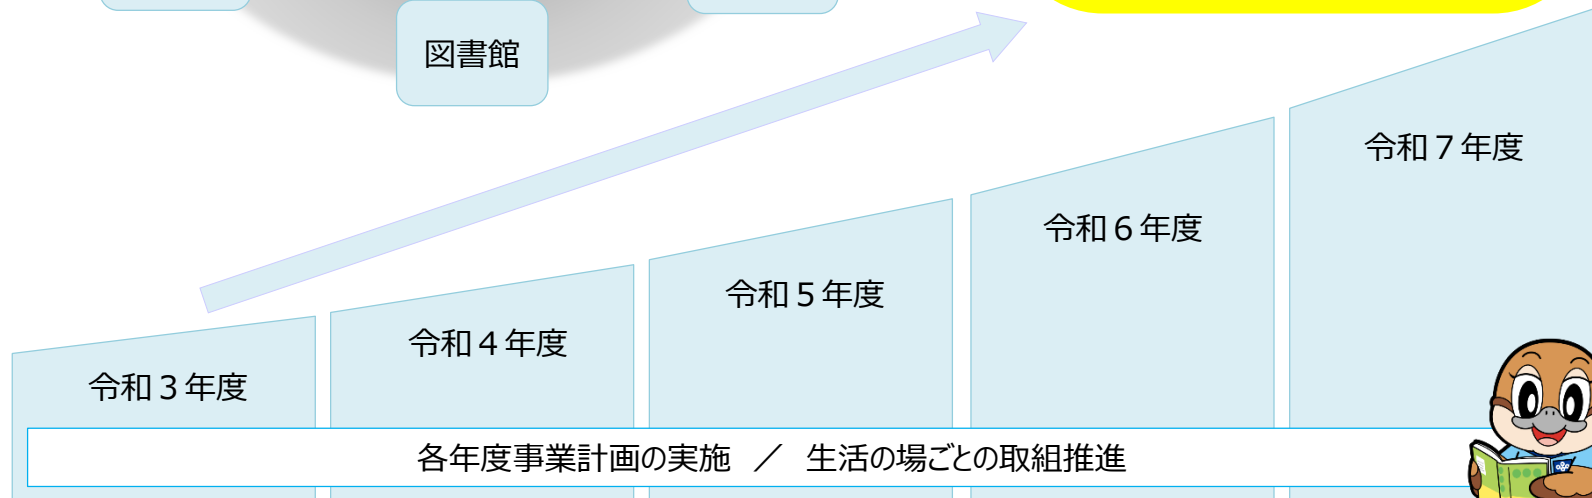 図書館
令和７年度
令和６年度
令和５年度
令和４年度
令和３年度
各年度事業計画の実施　／　生活の場ごとの取組推進